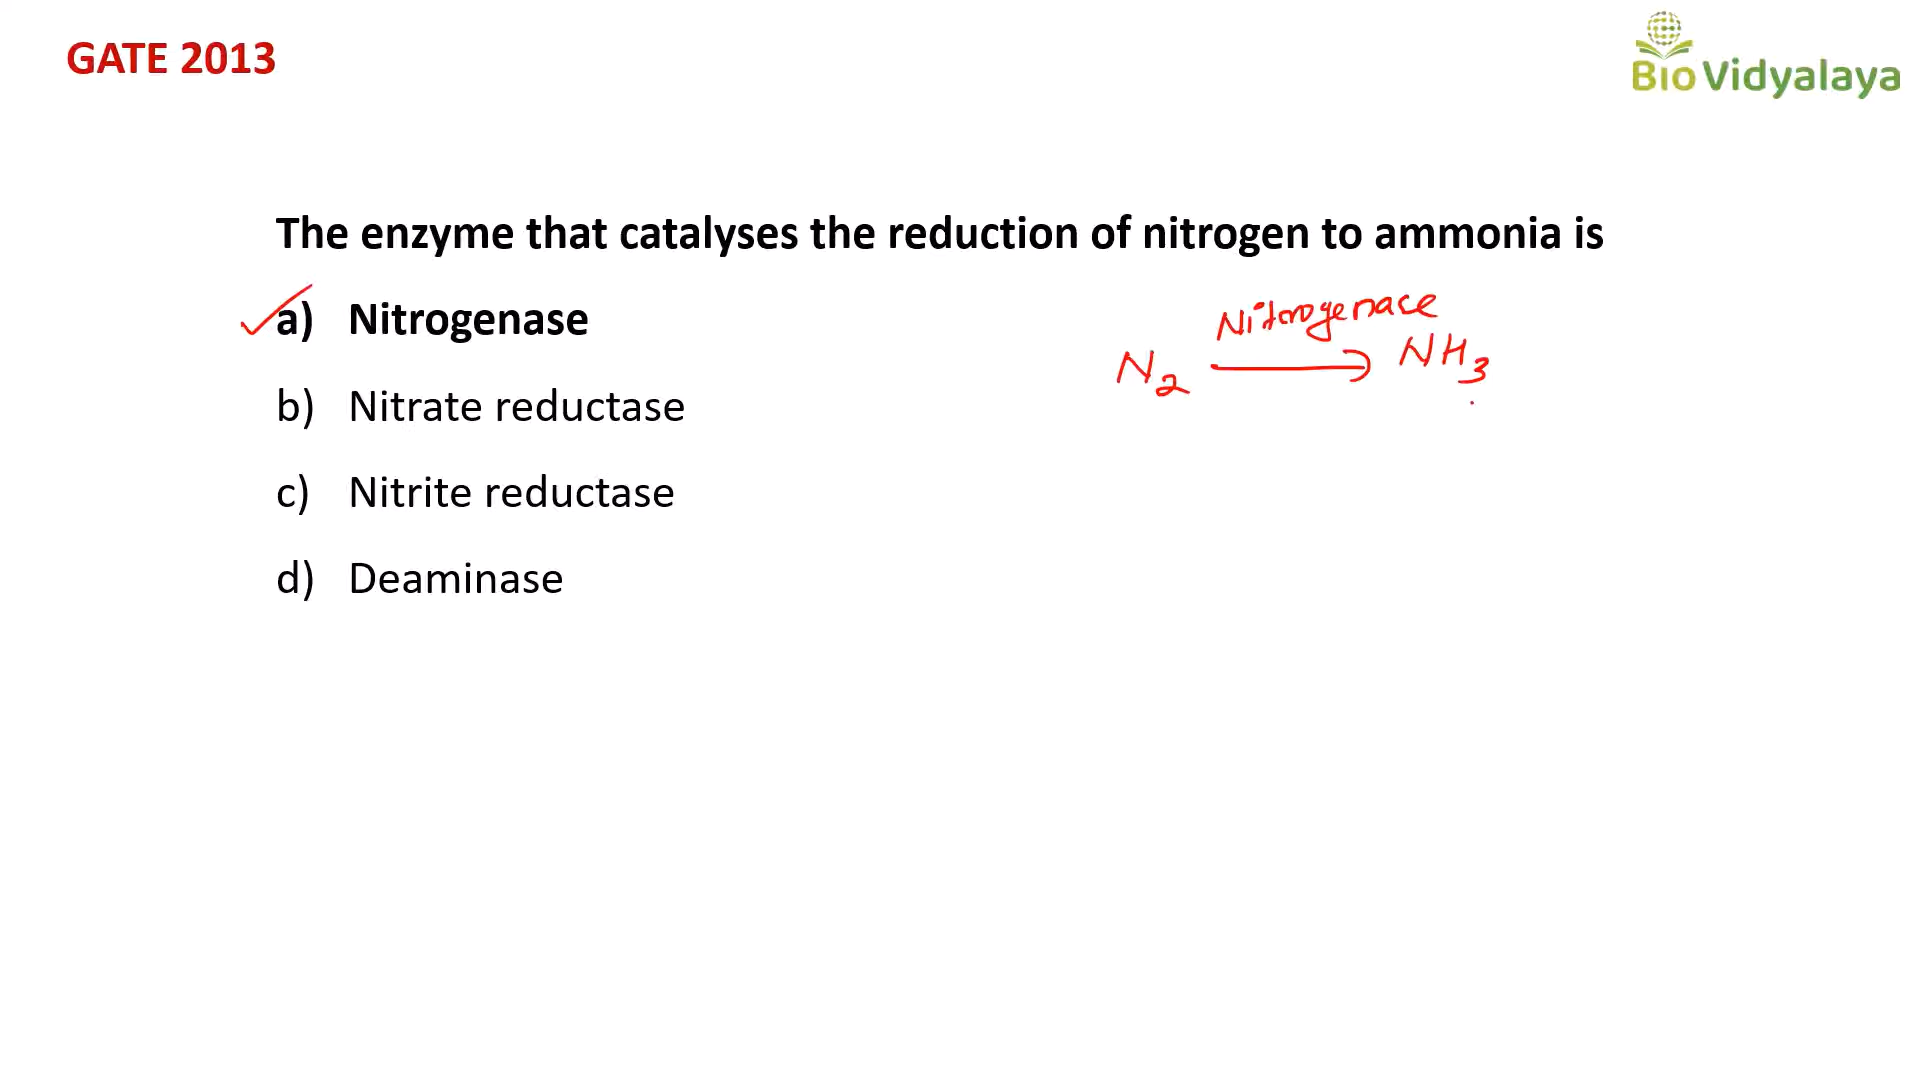 GATE 2013
Bio Vidyalaya
The enzyme that catalyses the reduction of nitrogen to ammonia is
a) Nitrogenase
b) Nitrate reductase
c) Nitrite reductase
d) Deaminase
Nitrogenace
N₂ → NH₃